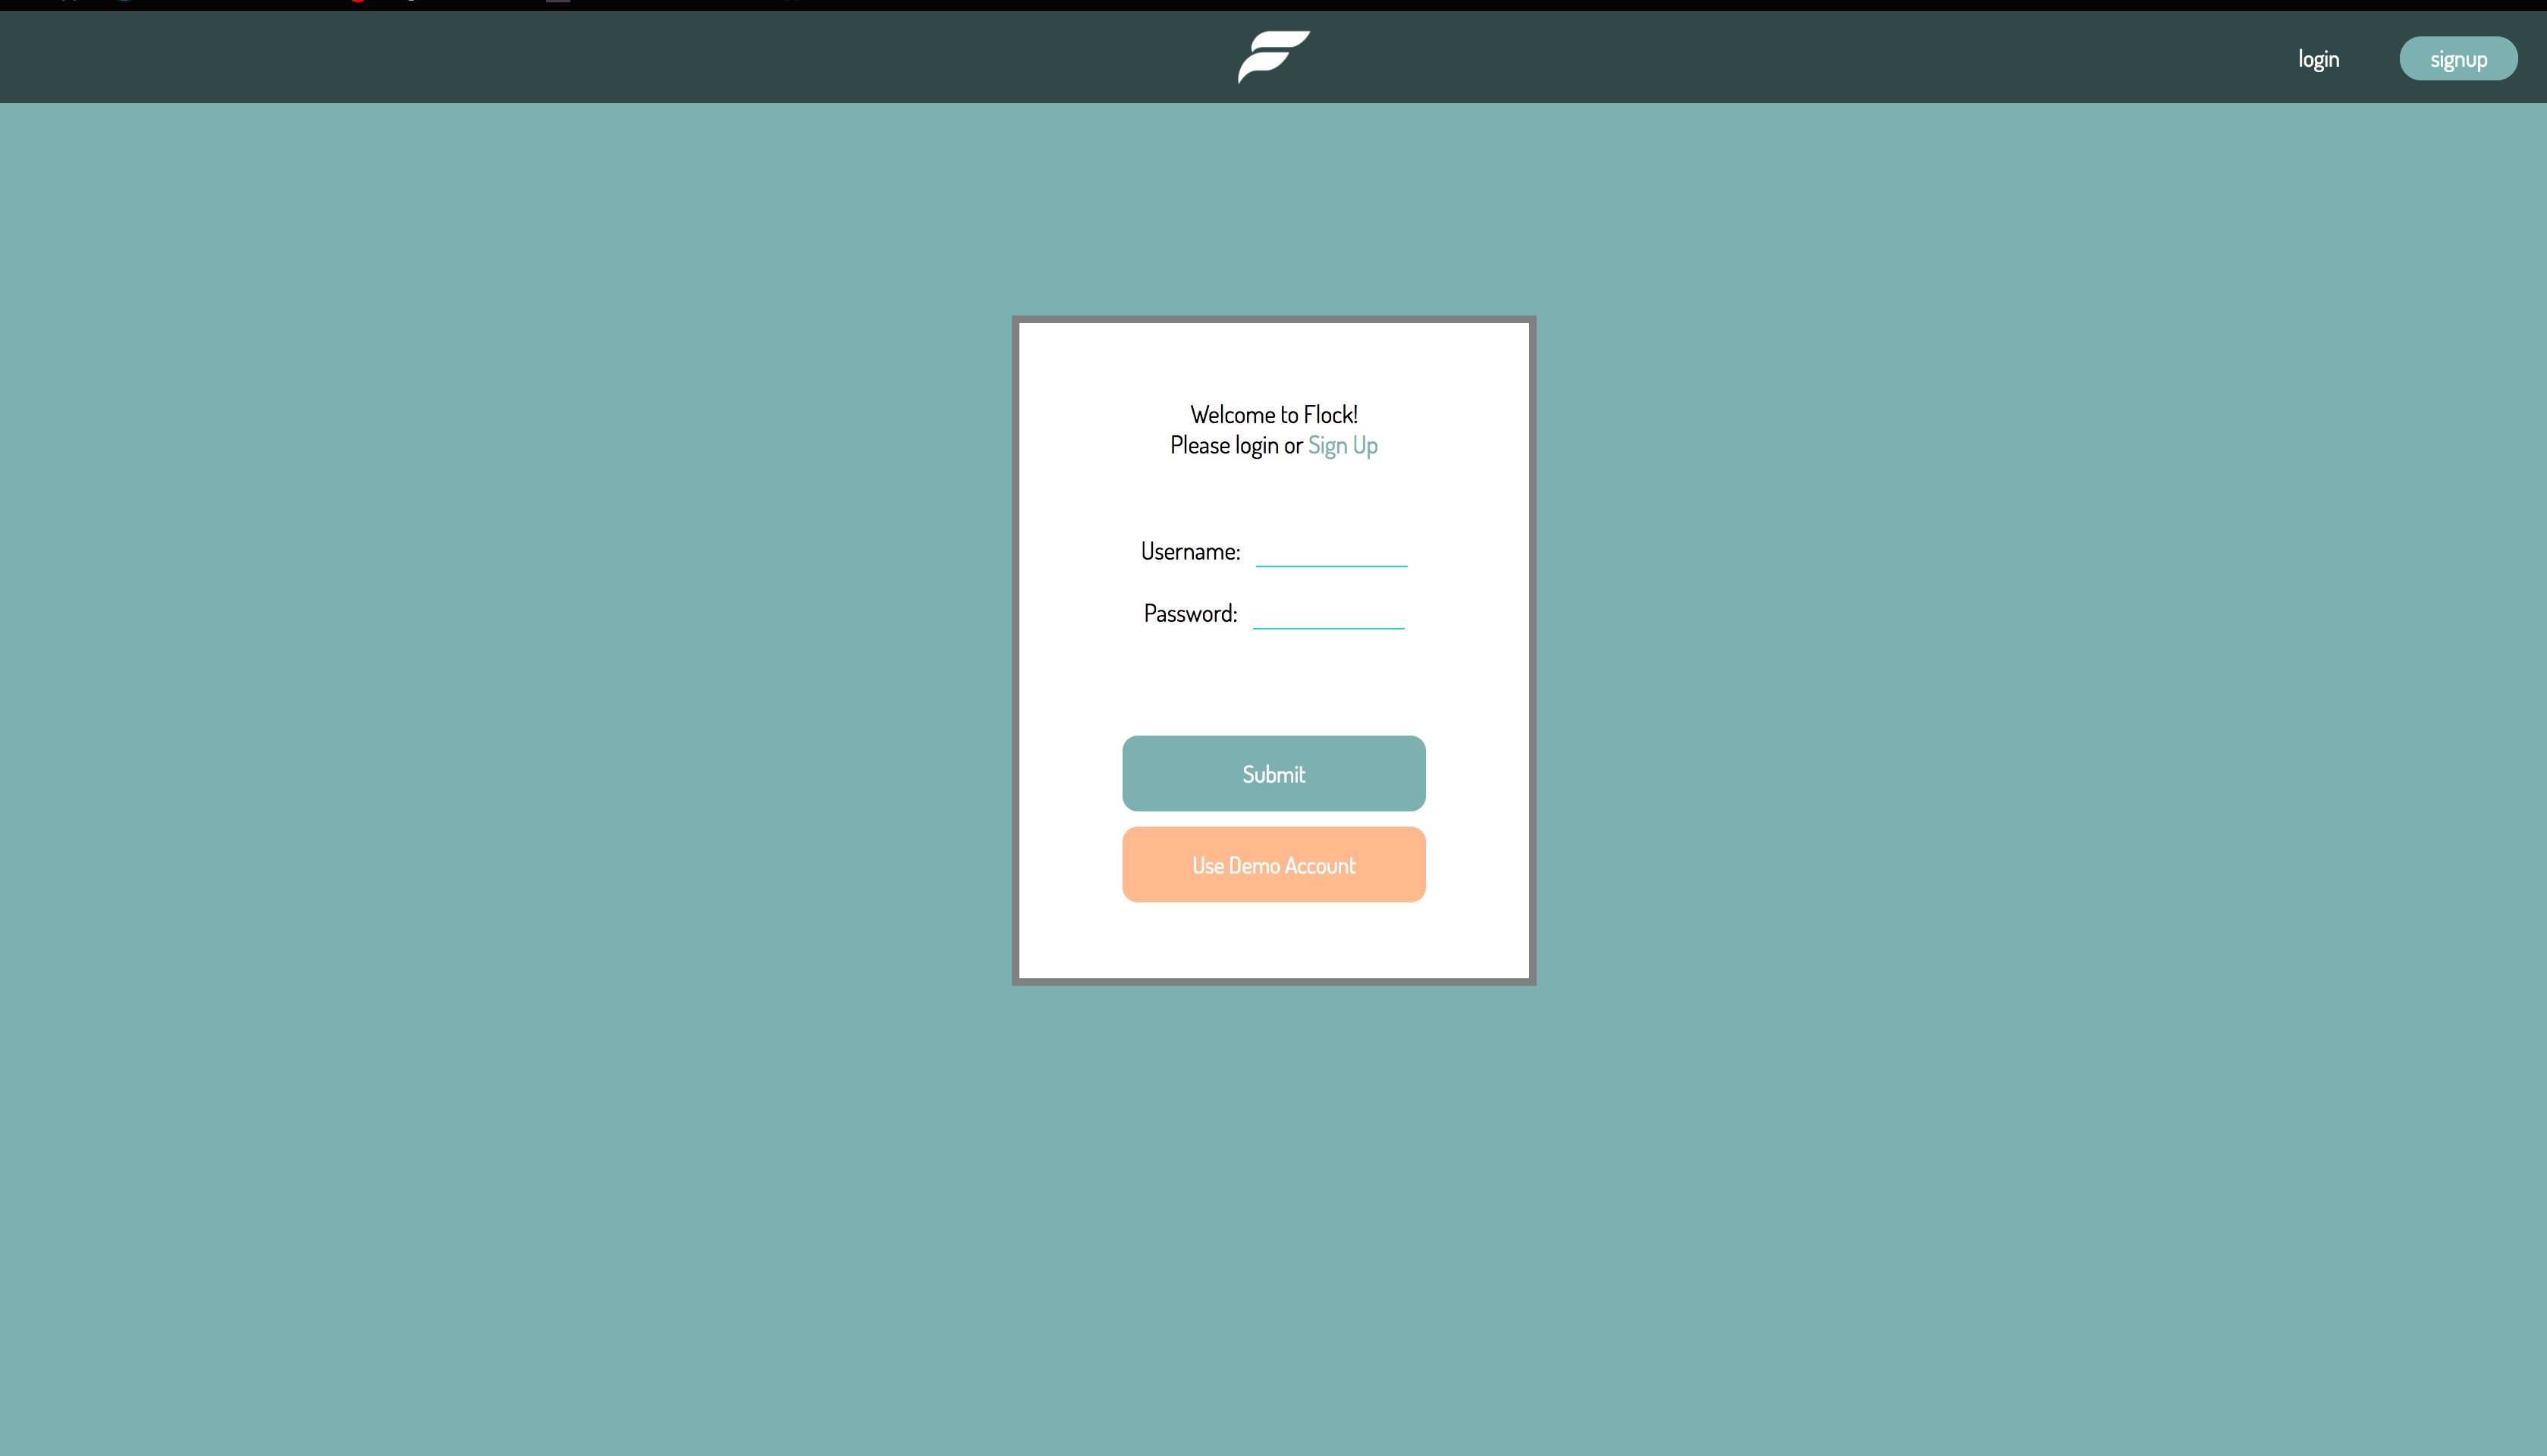 login
signup
Welcome to Flock!
Please login or Sign Up
Username:
Password:
Submit
Use Demo Account